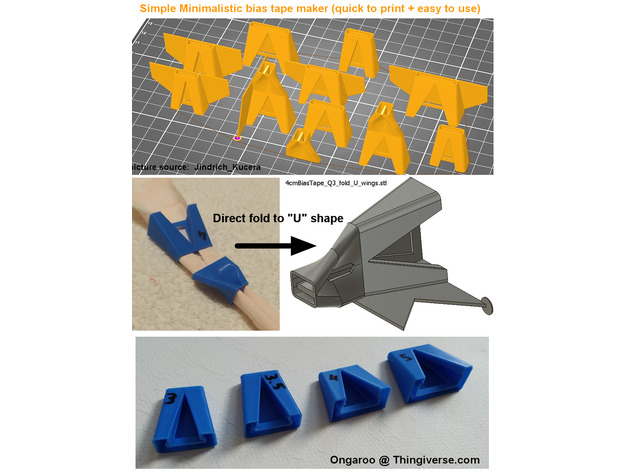 Simple Minimalistic bias tape maker (quick to print + easy to use)
picture source: Jindrich_Kucera
4cmBiasTape_Q3_fold_U_wings.stl
Direct fold to "U" shape
3
3.5
4
5
Ongaroo @ Thingiverse.com